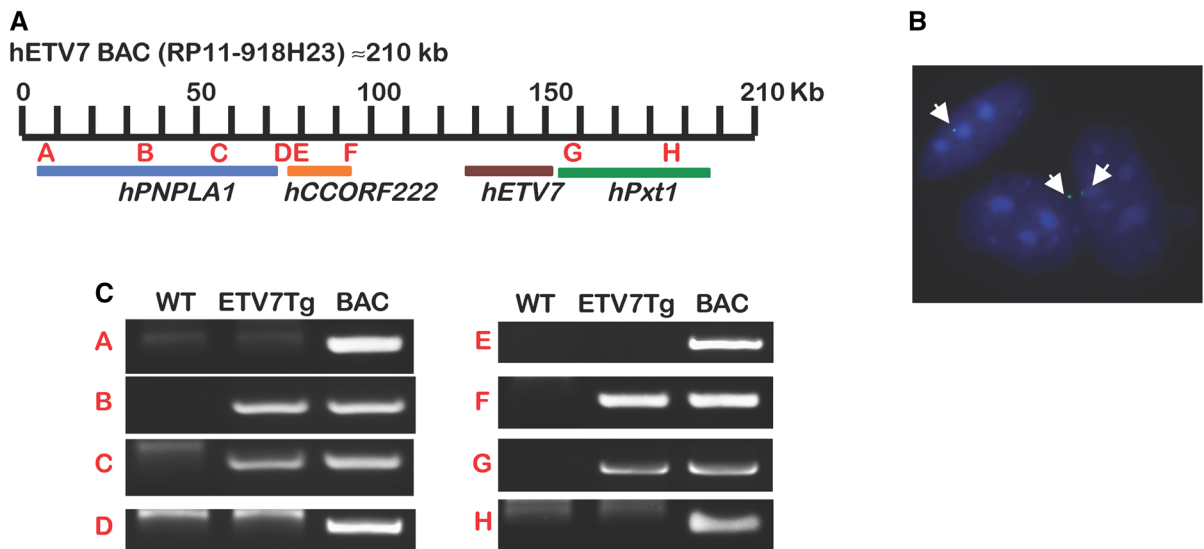 A
hETV7 BAC (RP11-918H23) ≈210 kb
0 50 100 150 210 Kb
A B C DE F G H
hPNPLA1 hCCORF222 hETV7 hPxt1
B
C
WT ETV7Tg BAC
A
B
C
D
WT ETV7Tg BAC
E
F
G
H